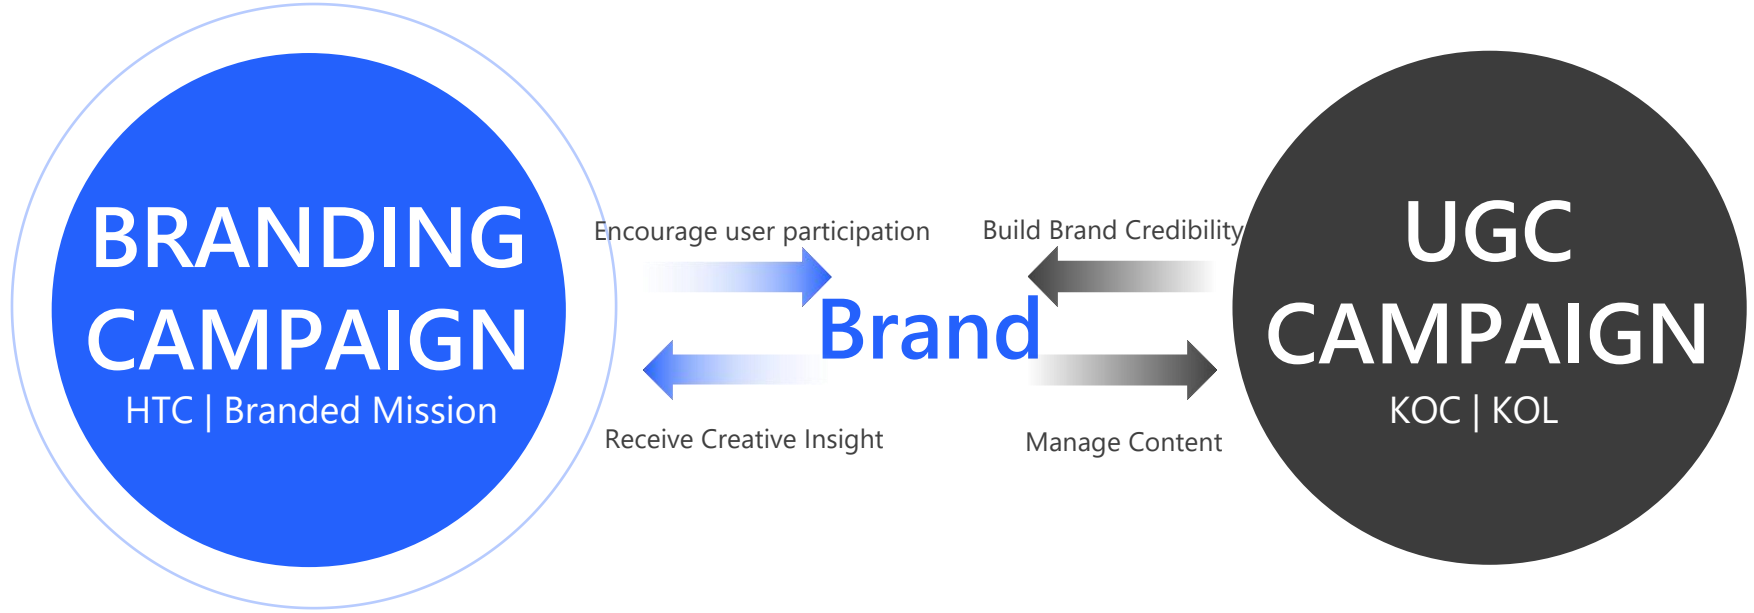 BRANDING
CAMPAIGN
HTC | Branded Mission
Encourage user participation
Build Brand Credibility
Brand
Receive Creative Insight
Manage Content
UGC
CAMPAIGN
KOC | KOL